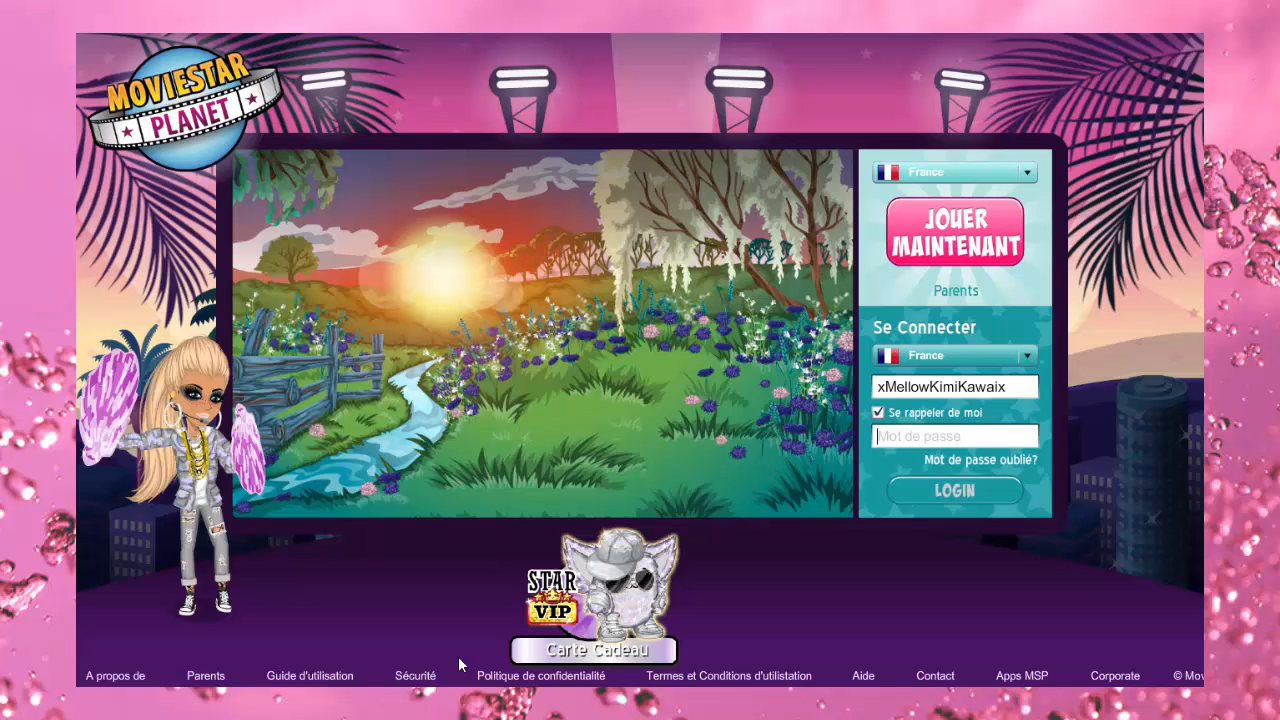 MOVIESTAR
PLANET
France
JOUER
MAINTENANT
Parents
Se Connecter
France
xMellowKimiKawaix
Se rappeler de moi
Mot de passe
Mot de passe oublié?
LOGIN
STAR
VIP
Carte Cadeau
A propos de Parents Guide d'utilisation Sécurité Politique de confidentialité Termes et Conditions d'utilistation Aide Contact Apps MSP Corporate © Mov